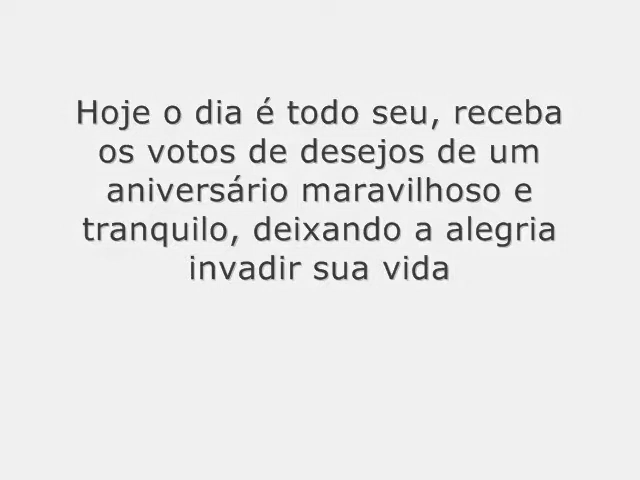 Hoje o dia é todo seu, receba
os votos de desejos de um
aniversário maravilhoso e
tranquilo, deixando a alegria
invadir sua vida